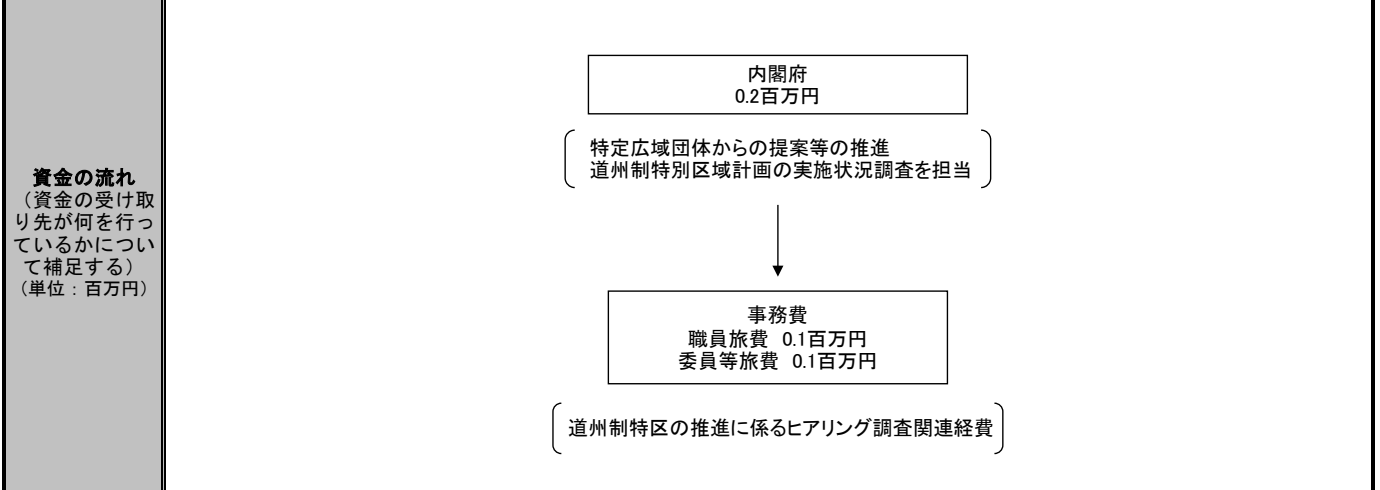 資金の流れ
（資金の受け取
り先が何を行っ
ているかについ
て補足する）
（単位：百万円）
内閣府
0.2百万円
特定広域団体からの提案等の推進
道州制特別区域計画の実施状況調査を担当
事務費
職員旅費 0.1百万円
委員等旅費 0.1百万円
道州制特区の推進に係るヒアリング調査関連経費